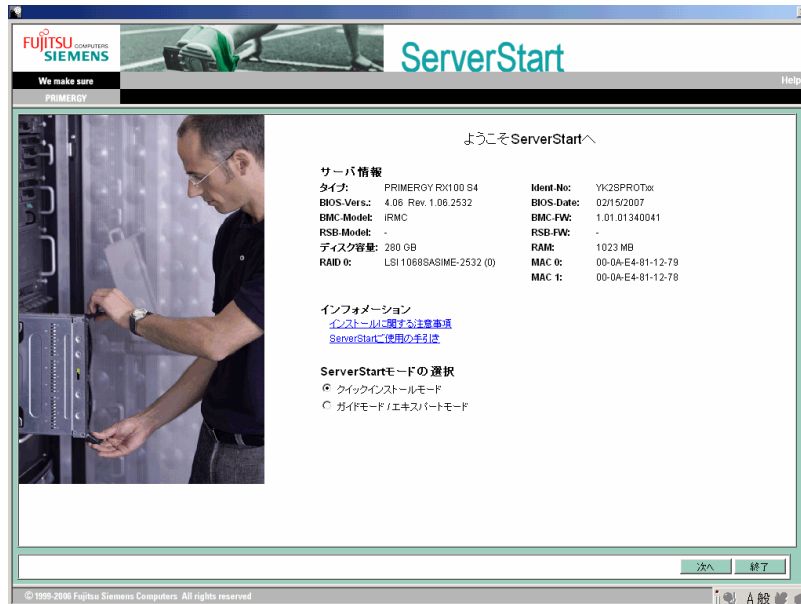 FUJITSU COMPUTERS
SIEMENS
ServerStart
We make sure
Help
PRIMERGY
ようこそServerStartへ
サーバ情報
タイプ: PRIMERGY RX100 S4 Ident-No: YK2SPROTxx
BIOS-Vers.: 4.06 Rev. 1.06.2532 BIOS-Date: 02/15/2007
BMC-Model: iRMC BMC-FW: 1.01.01340041
RSB-Model: - RSB-FW: -
ディスク容量: 280 GB RAM: 1023 MB
RAID 0: LSI 1068SASIME-2532 (0) MAC 0: 00-0A-E4-81-12-79
MAC 1: 00-0A-E4-81-12-78
インフォメーション
インストールに関する注意事項
ServerStartご使用の手引き
ServerStartモードの選択
クイックインストールモード
ガイドモード / エキスパートモード
次へ 終了
© 1999-2006 Fujitsu Siemens Computers All rights reserved
A 般